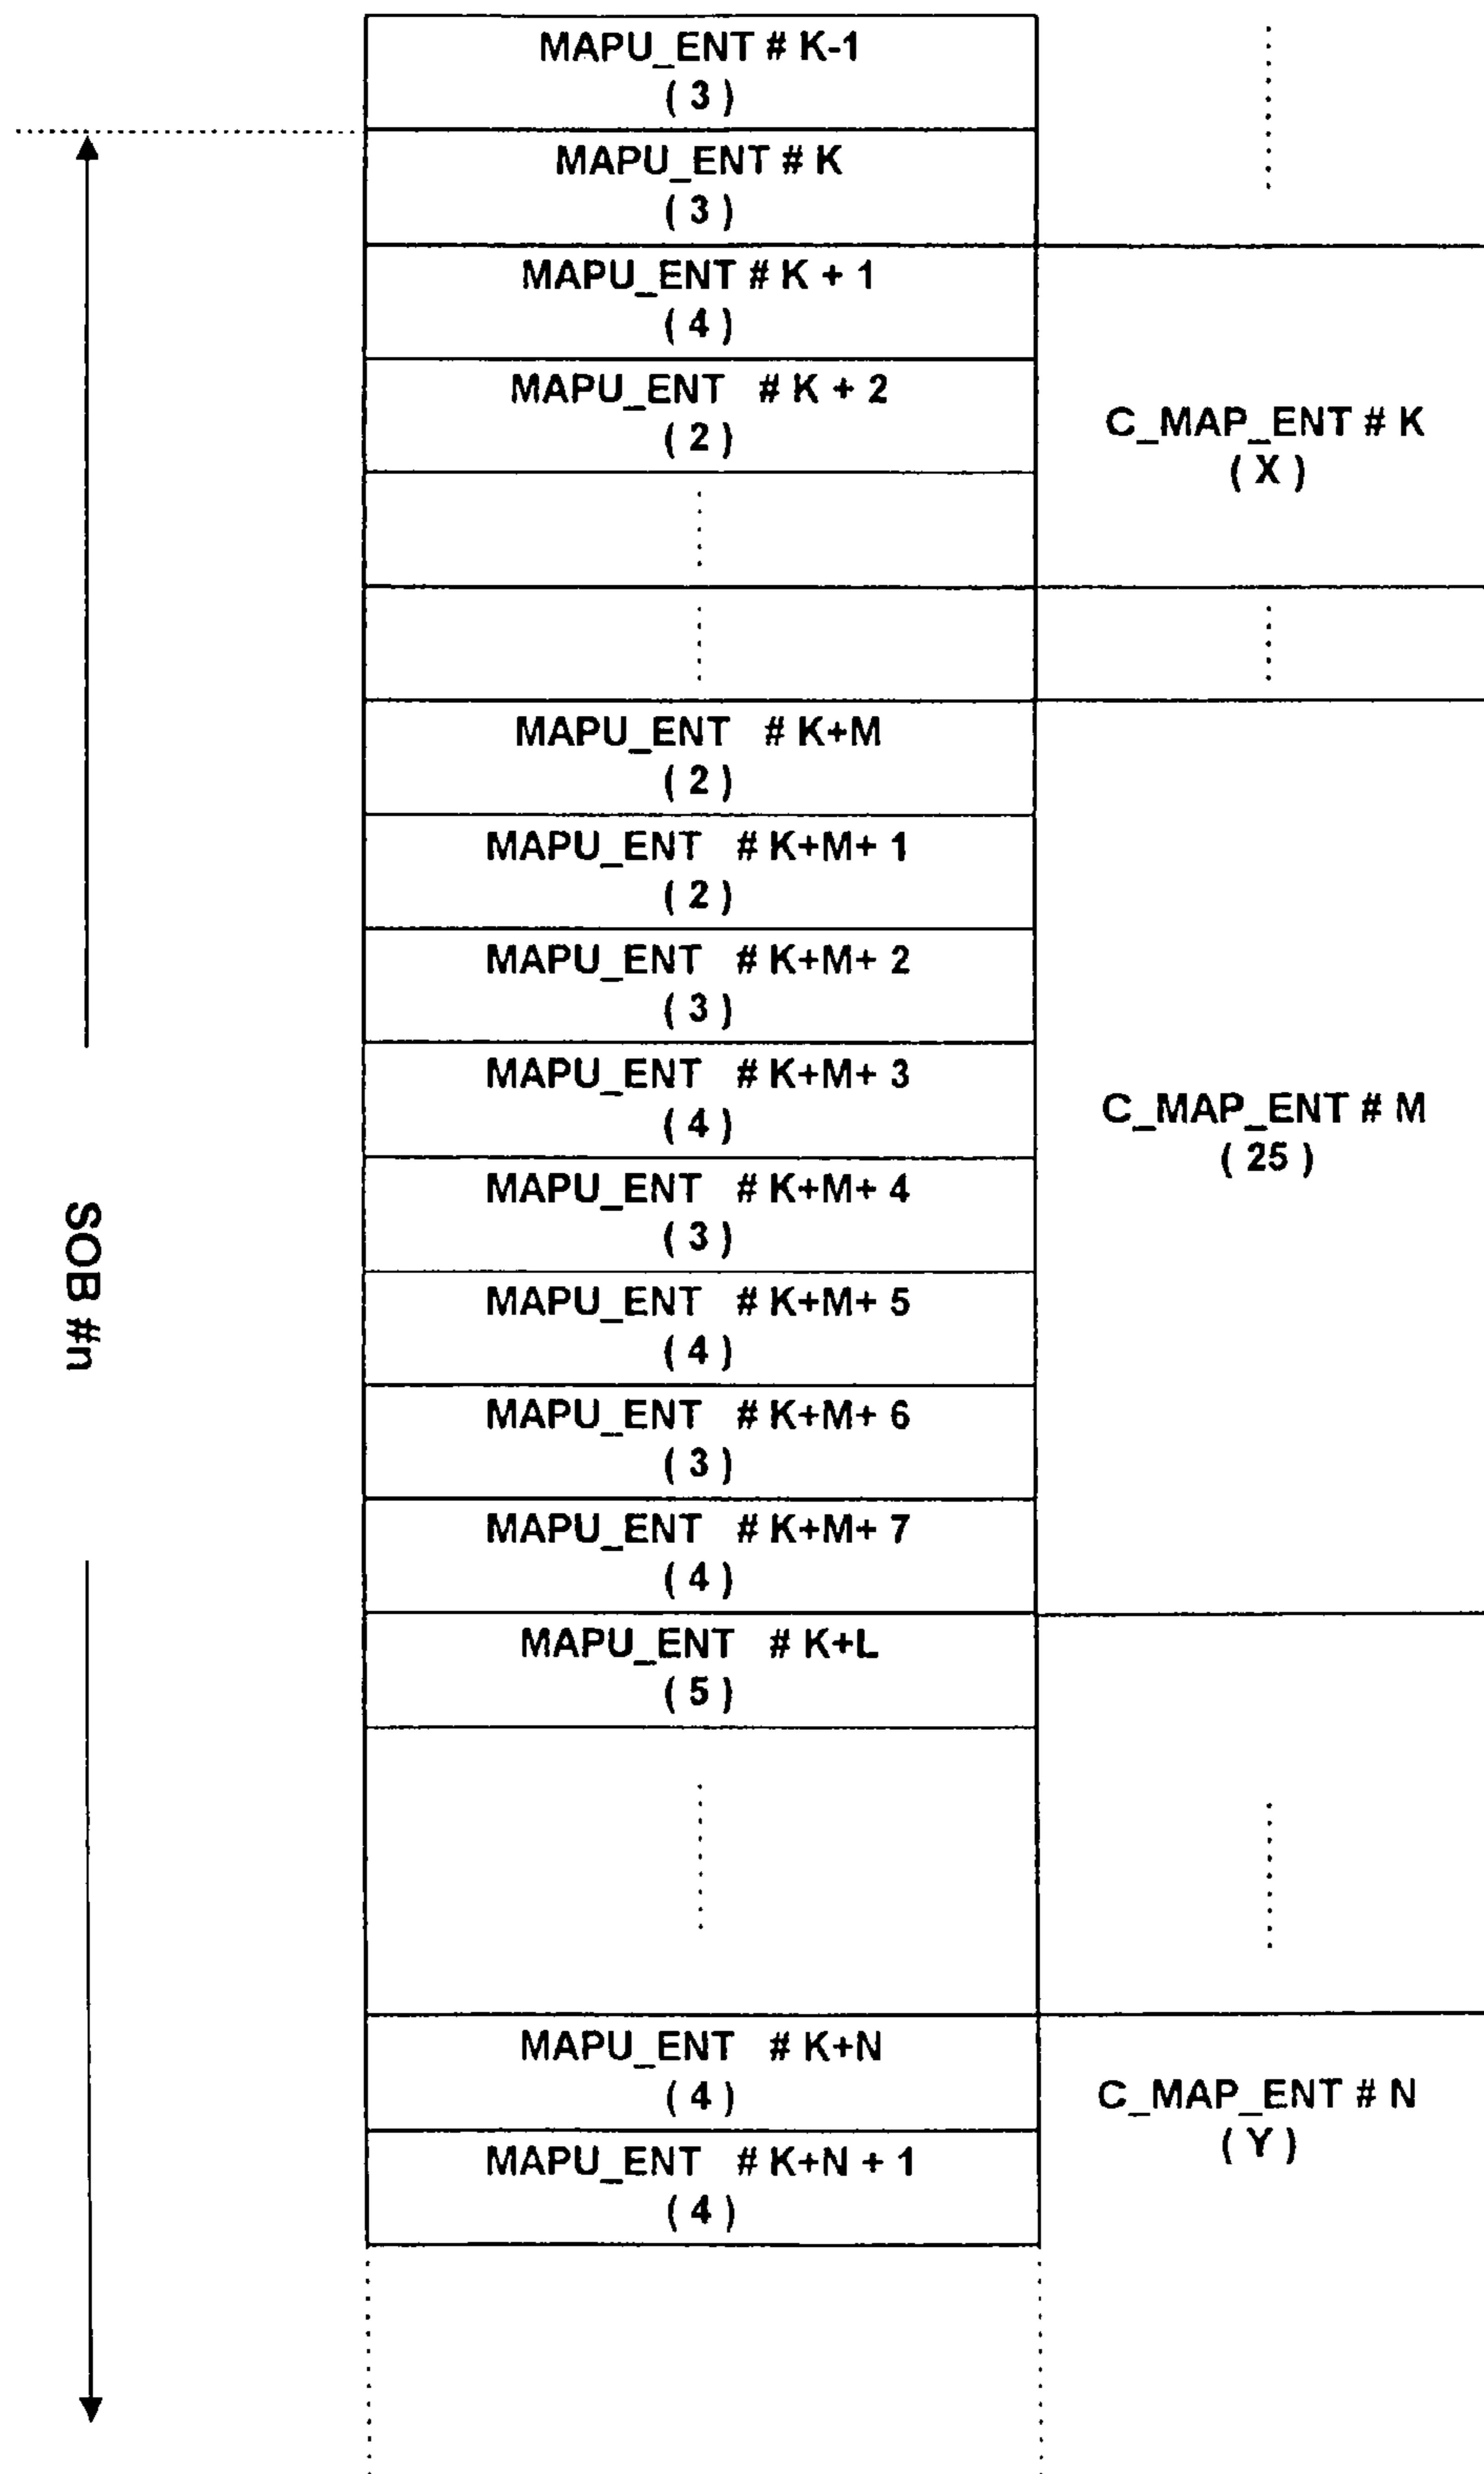 MAPU_ENT # K-1
( 3 )
MAPU_ENT # K
( 3 )
MAPU_ENT # K + 1
( 4 )
MAPU_ENT # K + 2
( 2 )
C_MAP_ENT # K
( X )
MAPU_ENT # K+M
( 2 )
MAPU_ENT # K+M+ 1
( 2 )
MAPU_ENT # K+M+ 2
( 3 )
MAPU_ENT # K+M+ 3
( 4 )
MAPU_ENT # K+M+ 4
( 3 )
MAPU_ENT # K+M+ 5
( 4 )
MAPU_ENT # K+M+ 6
( 3 )
MAPU_ENT # K+M+ 7
( 4 )
C_MAP_ENT # M
( 25 )
SOB #n
MAPU_ENT # K+L
( 5 )
MAPU_ENT # K+N
( 4 )
MAPU_ENT # K+N + 1
( 4 )
C_MAP_ENT # N
( Y )